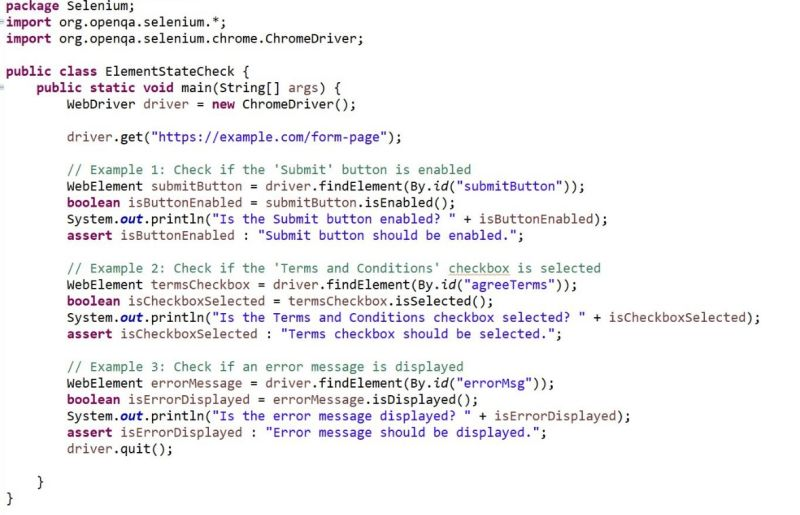 package Selenium;
import org.openqa.selenium.*;
import org.openqa.selenium.chrome.ChromeDriver;
public class ElementStateCheck {
public static void main(String[] args) {
WebDriver driver = new ChromeDriver();
driver.get("https://example.com/form-page");
// Example 1: Check if the 'Submit' button is enabled
WebElement submitButton = driver.findElement(By.id("submitButton"));
boolean isButtonEnabled = submitButton.isEnabled();
System.out.println("Is the Submit button enabled? " + isButtonEnabled);
assert isButtonEnabled : "Submit button should be enabled.";
// Example 2: Check if the 'Terms and Conditions' checkbox is selected
WebElement termsCheckbox = driver.findElement(By.id("agreeTerms"));
boolean isCheckboxSelected = termsCheckbox.isSelected();
System.out.println("Is the Terms and Conditions checkbox selected? " + isCheckboxSelected);
assert isCheckboxSelected : "Terms checkbox should be selected.";
// Example 3: Check if an error message is displayed
WebElement errorMessage = driver.findElement(By.id("errorMsg"));
boolean isErrorDisplayed = errorMessage.isDisplayed();
System.out.println("Is the error message displayed? " + isErrorDisplayed);
assert isErrorDisplayed : "Error message should be displayed.";
driver.quit();
}
}